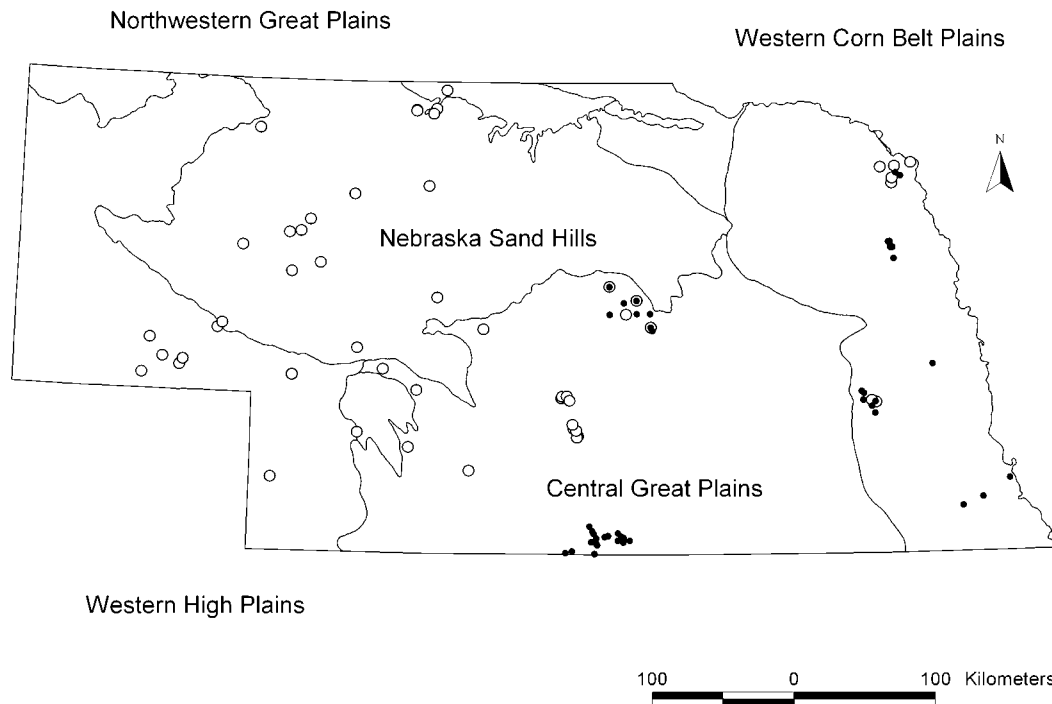 Northwestern Great Plains
Western Corn Belt Plains
N
Nebraska Sand Hills
Central Great Plains
Western High Plains
100 0 100 Kilometers